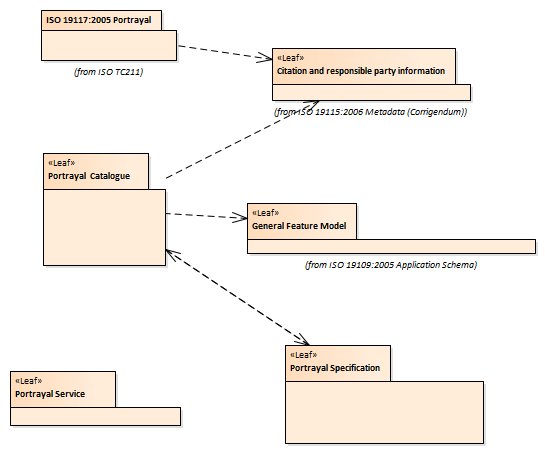 ISO 19117:2005 Portrayal
(from ISO TC211)
«Leaf»
Citation and responsible party information
(from ISO 19115:2006 Metadata (Corrigendum))
«Leaf»
Portrayal Catalogue
«Leaf»
General Feature Model
(from ISO 19109:2005 Application Schema)
«Leaf»
Portrayal Specification
«Leaf»
Portrayal Service